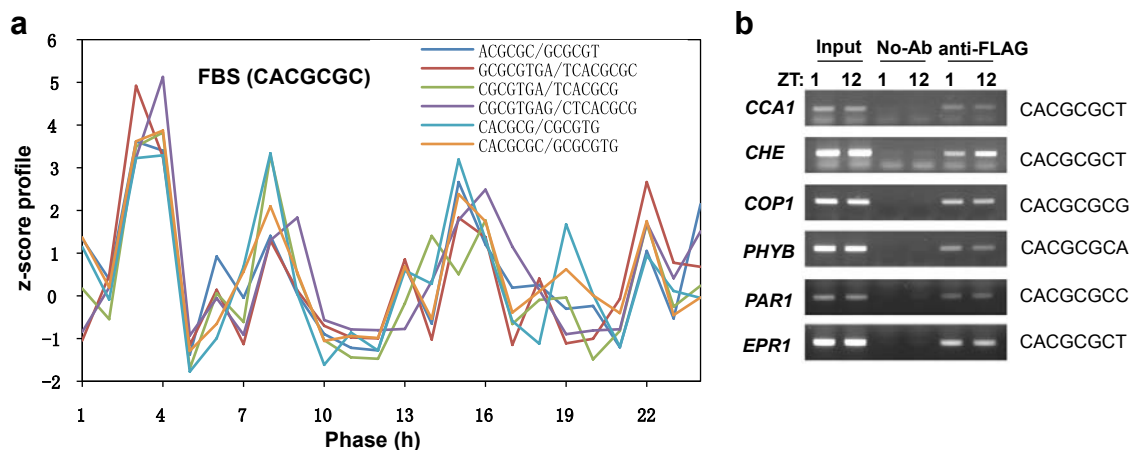 a
6
5
4
3
2
1
0
−1
−2
z-score profile
FBS (CACGCGC)
ACGCGC/GCGCGT
GCGCGTGA/TCACGCGC
CGCGTGA/TCACGCG
CGCGTGAG/CTCACGCG
CACGCG/CGCGTG
CACGCGC/GCGCGTG
1 4 7 10 13 16 19 22
Phase (h)
b
Input No-Ab anti-FLAG
ZT: 1 12 1 12 1 12
CCA1 CACGCGCT
CHE CACGCGCT
COP1 CACGCGCG
PHYB CACGCGCA
PAR1 CACGCGCC
EPR1 CACGCGCT